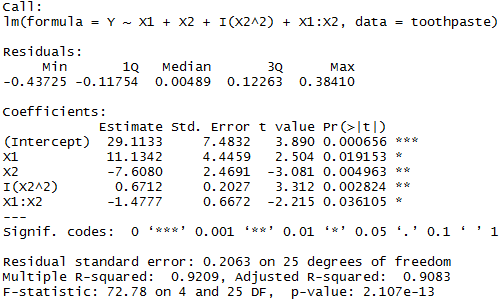 Call:
lm(formula = Y ~ X1 + X2 + I(X2^2) + X1:X2, data = toothpaste)
Residuals:
Min 1Q Median 3Q Max
-0.43725 -0.11754 0.00489 0.12263 0.38410
Coefficients:
Estimate Std. Error t value Pr(>|t|)
(Intercept) 29.1133 7.4832 3.890 0.000656 ***
X1 11.1342 4.4459 2.504 0.019153 *
X2 -7.6080 2.4691 -3.081 0.004963 **
I(X2^2) 0.6712 0.2027 3.312 0.002824 **
X1:X2 -1.4777 0.6672 -2.215 0.036105 *
---
Signif. codes: 0 ‘***’ 0.001 ‘**’ 0.01 ‘*’ 0.05 ‘.’ 0.1 ‘ ’ 1
Residual standard error: 0.2063 on 25 degrees of freedom
Multiple R-squared: 0.9209, Adjusted R-squared: 0.9083
F-statistic: 72.78 on 4 and 25 DF, p-value: 2.107e-13